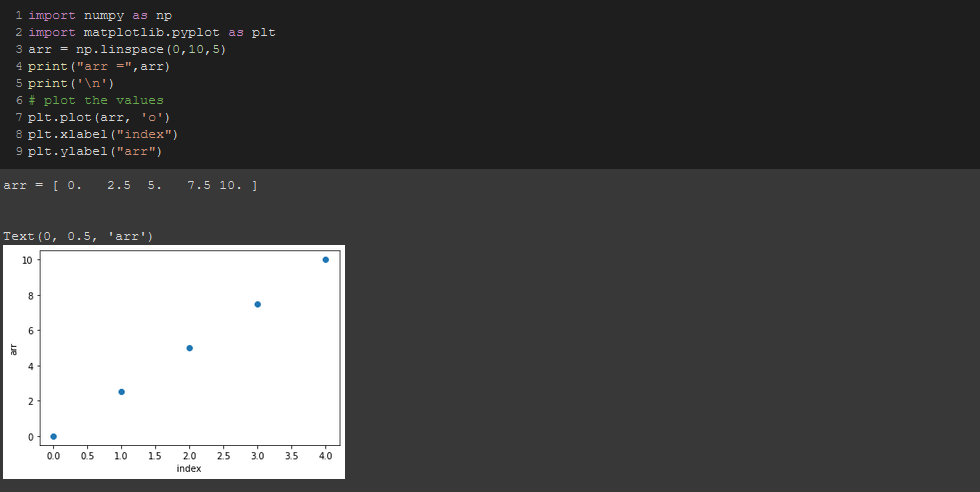 1 import numpy as np
2 import matplotlib.pyplot as plt
3 arr = np.linspace(0,10,5)
4 print("arr =",arr)
5 print('\n')
6 # plot the values
7 plt.plot(arr, 'o')
8 plt.xlabel("index")
9 plt.ylabel("arr")
arr = [ 0.   2.5  5.   7.5 10. ]
Text(0, 0.5, 'arr')
10
8
6
4
2
0
arr
0.0 0.5 1.0 1.5 2.0 2.5 3.0 3.5 4.0
index